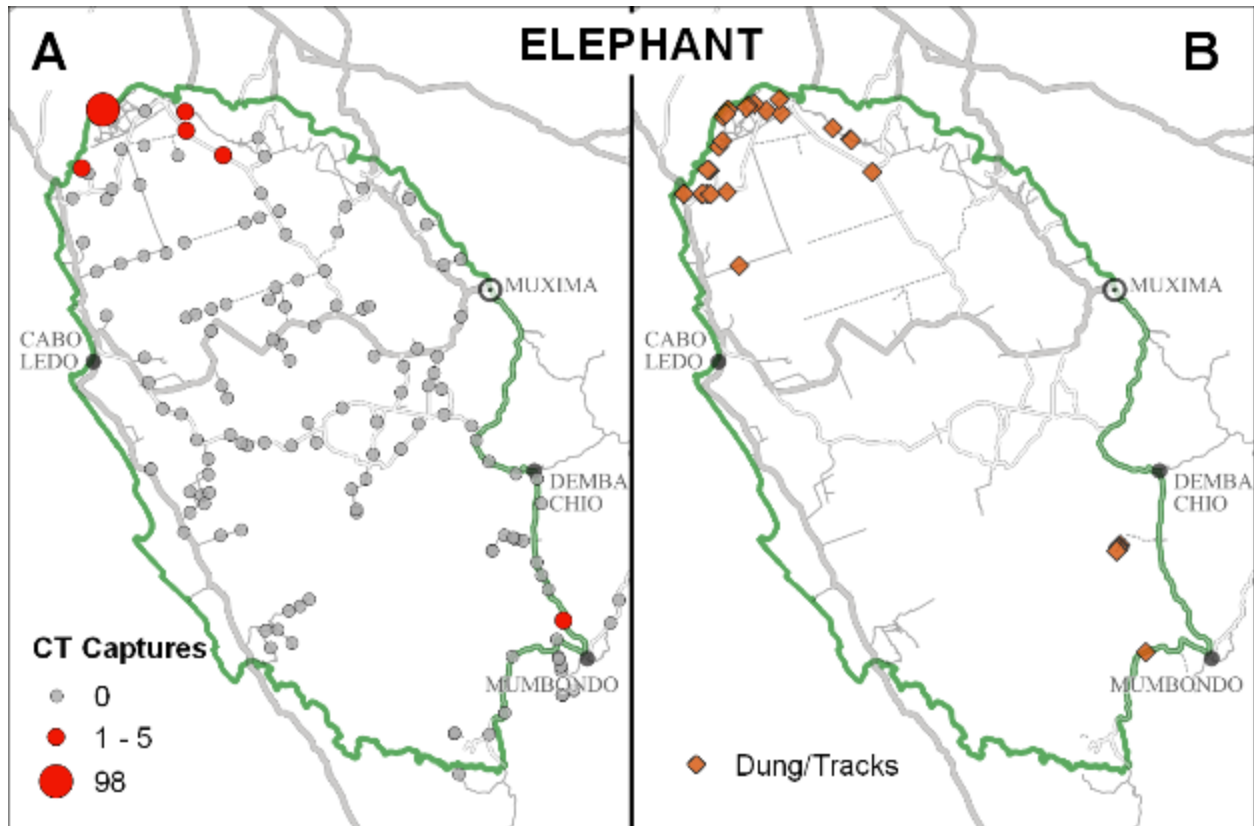 A
ELEPHANT
B
MUXIMA
CABO
LEDO
DEMBA
CHIO
MUMBONDO
CT Captures
0
1 - 5
98
MUXIMA
CABO
LEDO
DEMBA
CHIO
MUMBONDO
Dung/Tracks